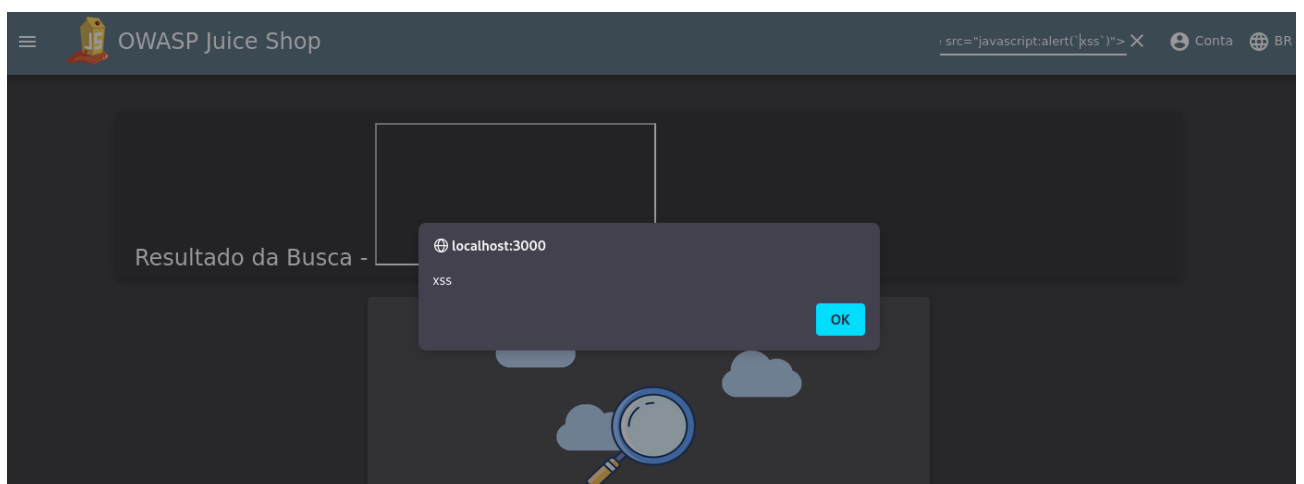 OWASP Juice Shop
src="javascript:alert(`xss`)">
Conta
BR
localhost:3000
xss
OK
Resultado da Busca -